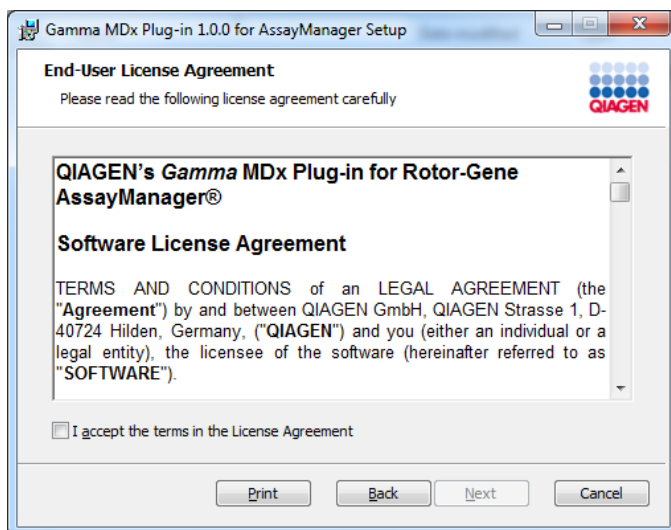 Gamma MDx Plug-in 1.0.0 for AssayManager Setup
End-User License Agreement
Please read the following license agreement carefully
QIAGEN
QIAGEN's Gamma MDx Plug-in for Rotor-Gene
AssayManager®
Software License Agreement
TERMS AND CONDITIONS of an LEGAL AGREEMENT (the
"Agreement") by and between QIAGEN GmbH, QIAGEN Strasse 1, D-
40724 Hilden, Germany, ("QIAGEN") and you (either an individual or a
legal entity), the licensee of the software (hereinafter referred to as
"SOFTWARE").
I accept the terms in the License Agreement
Print Back Next Cancel